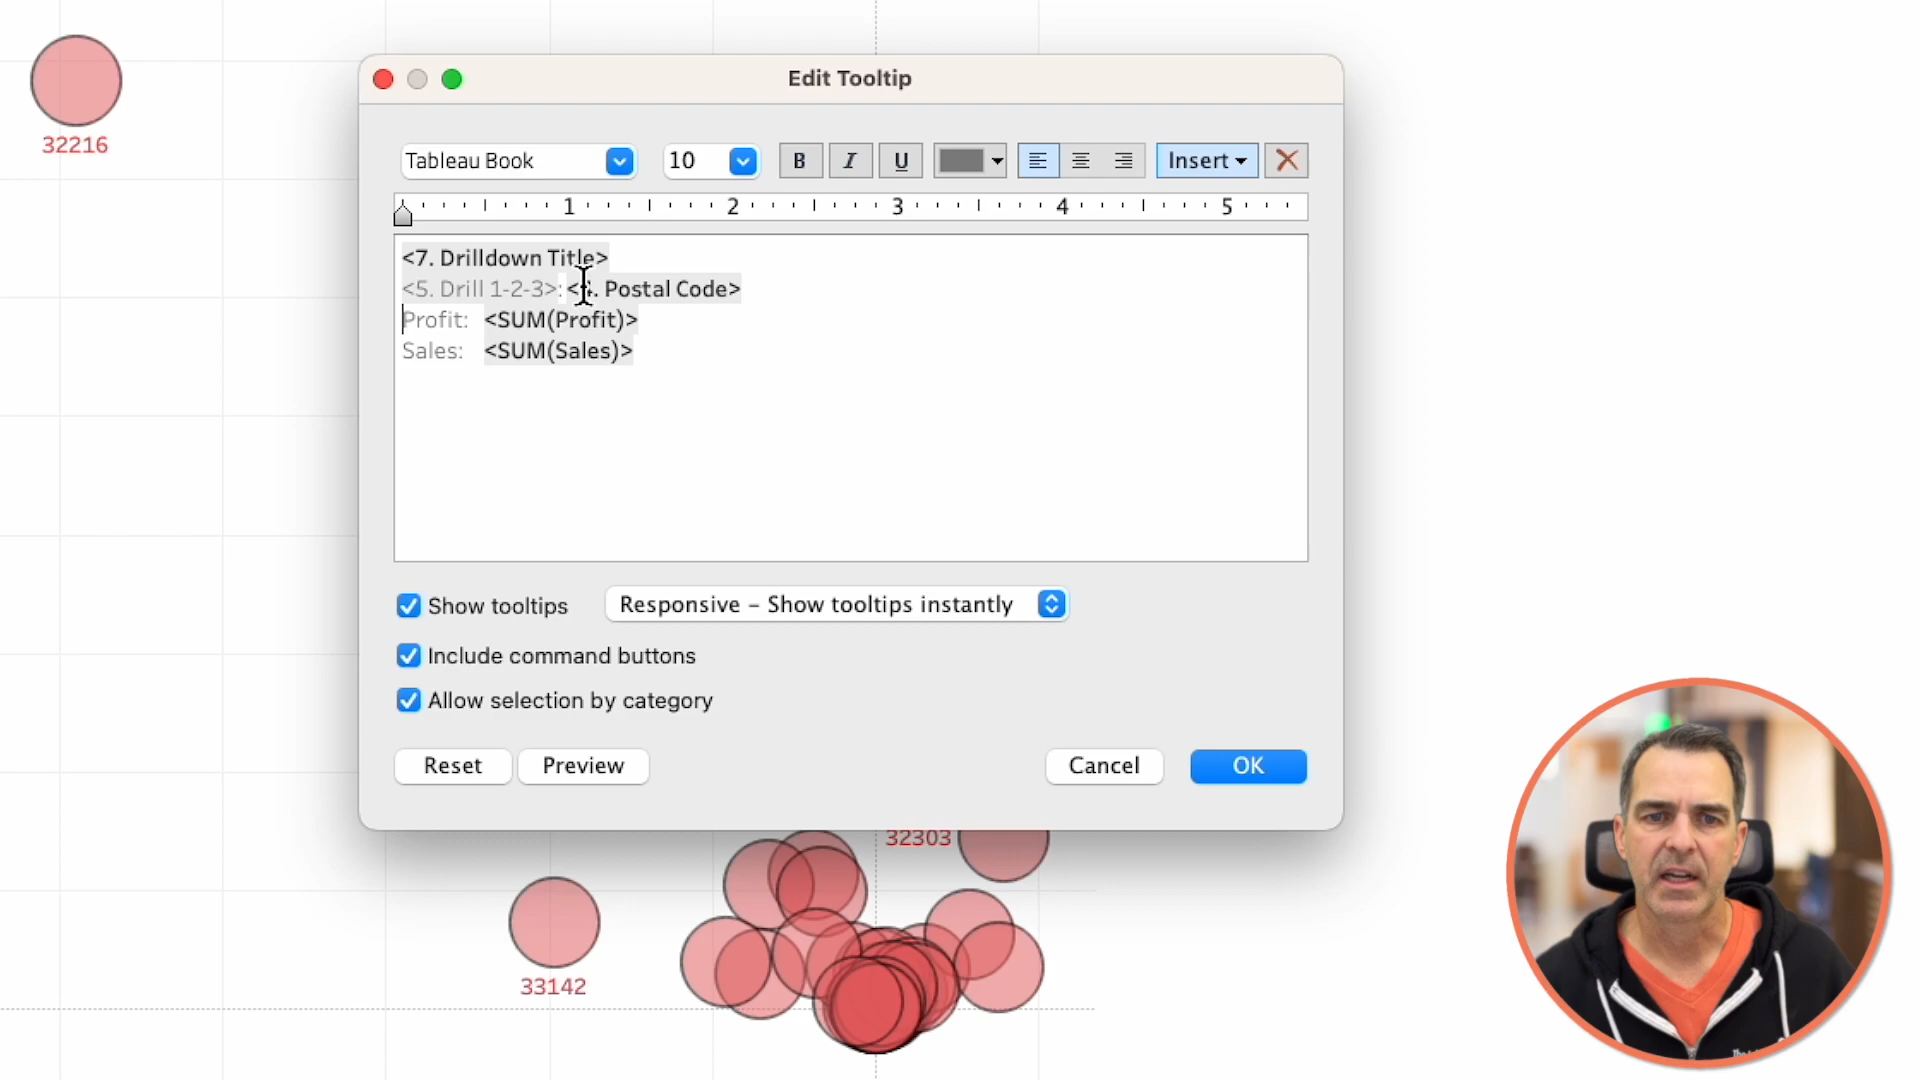 32216
Edit Tooltip
Tableau Book
10
B
I
U
Insert
1 2 3 4 5
<7. Drilldown Title>
<5. Drill 1-2-3>: Postal Code>
Profit: <SUM(Profit)>
Sales: <SUM(Sales)>
Show tooltips
Responsive – Show tooltips instantly
Include command buttons
Allow selection by category
Reset
Preview
Cancel
OK
32303
33142